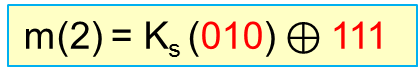 m(2) = Kₛ (010) ⊕ 111